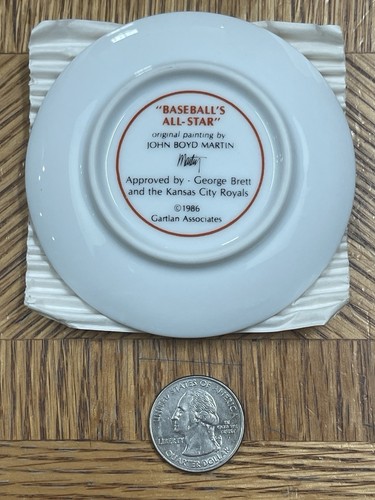 "BASEBALL'S
ALL-STAR"
original painting by
JOHN BOYD MARTIN
Martin
Approved by - George Brett
and the Kansas City Royals
©1986
Gartlan Associates
UNITED STATES OF AMERICA
LIBERTY
IN
GOD WE
TRUST
QUARTER DOLLAR